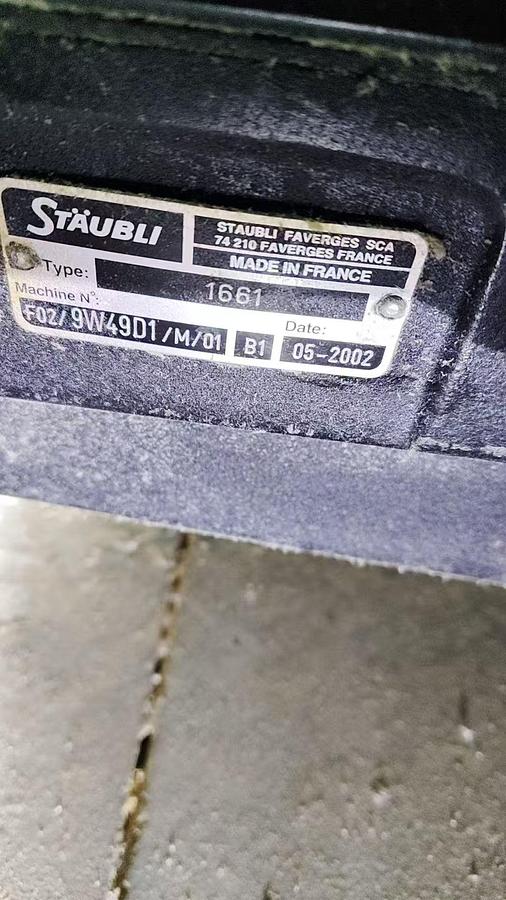 STÄUBLI
STAUBLI FAVERGES SCA
74 210 FAVERGES FRANCE
MADE IN FRANCE
Type: 1661
Machine N°: Date:
F02/9W49D1/M/01 B1 05-2002